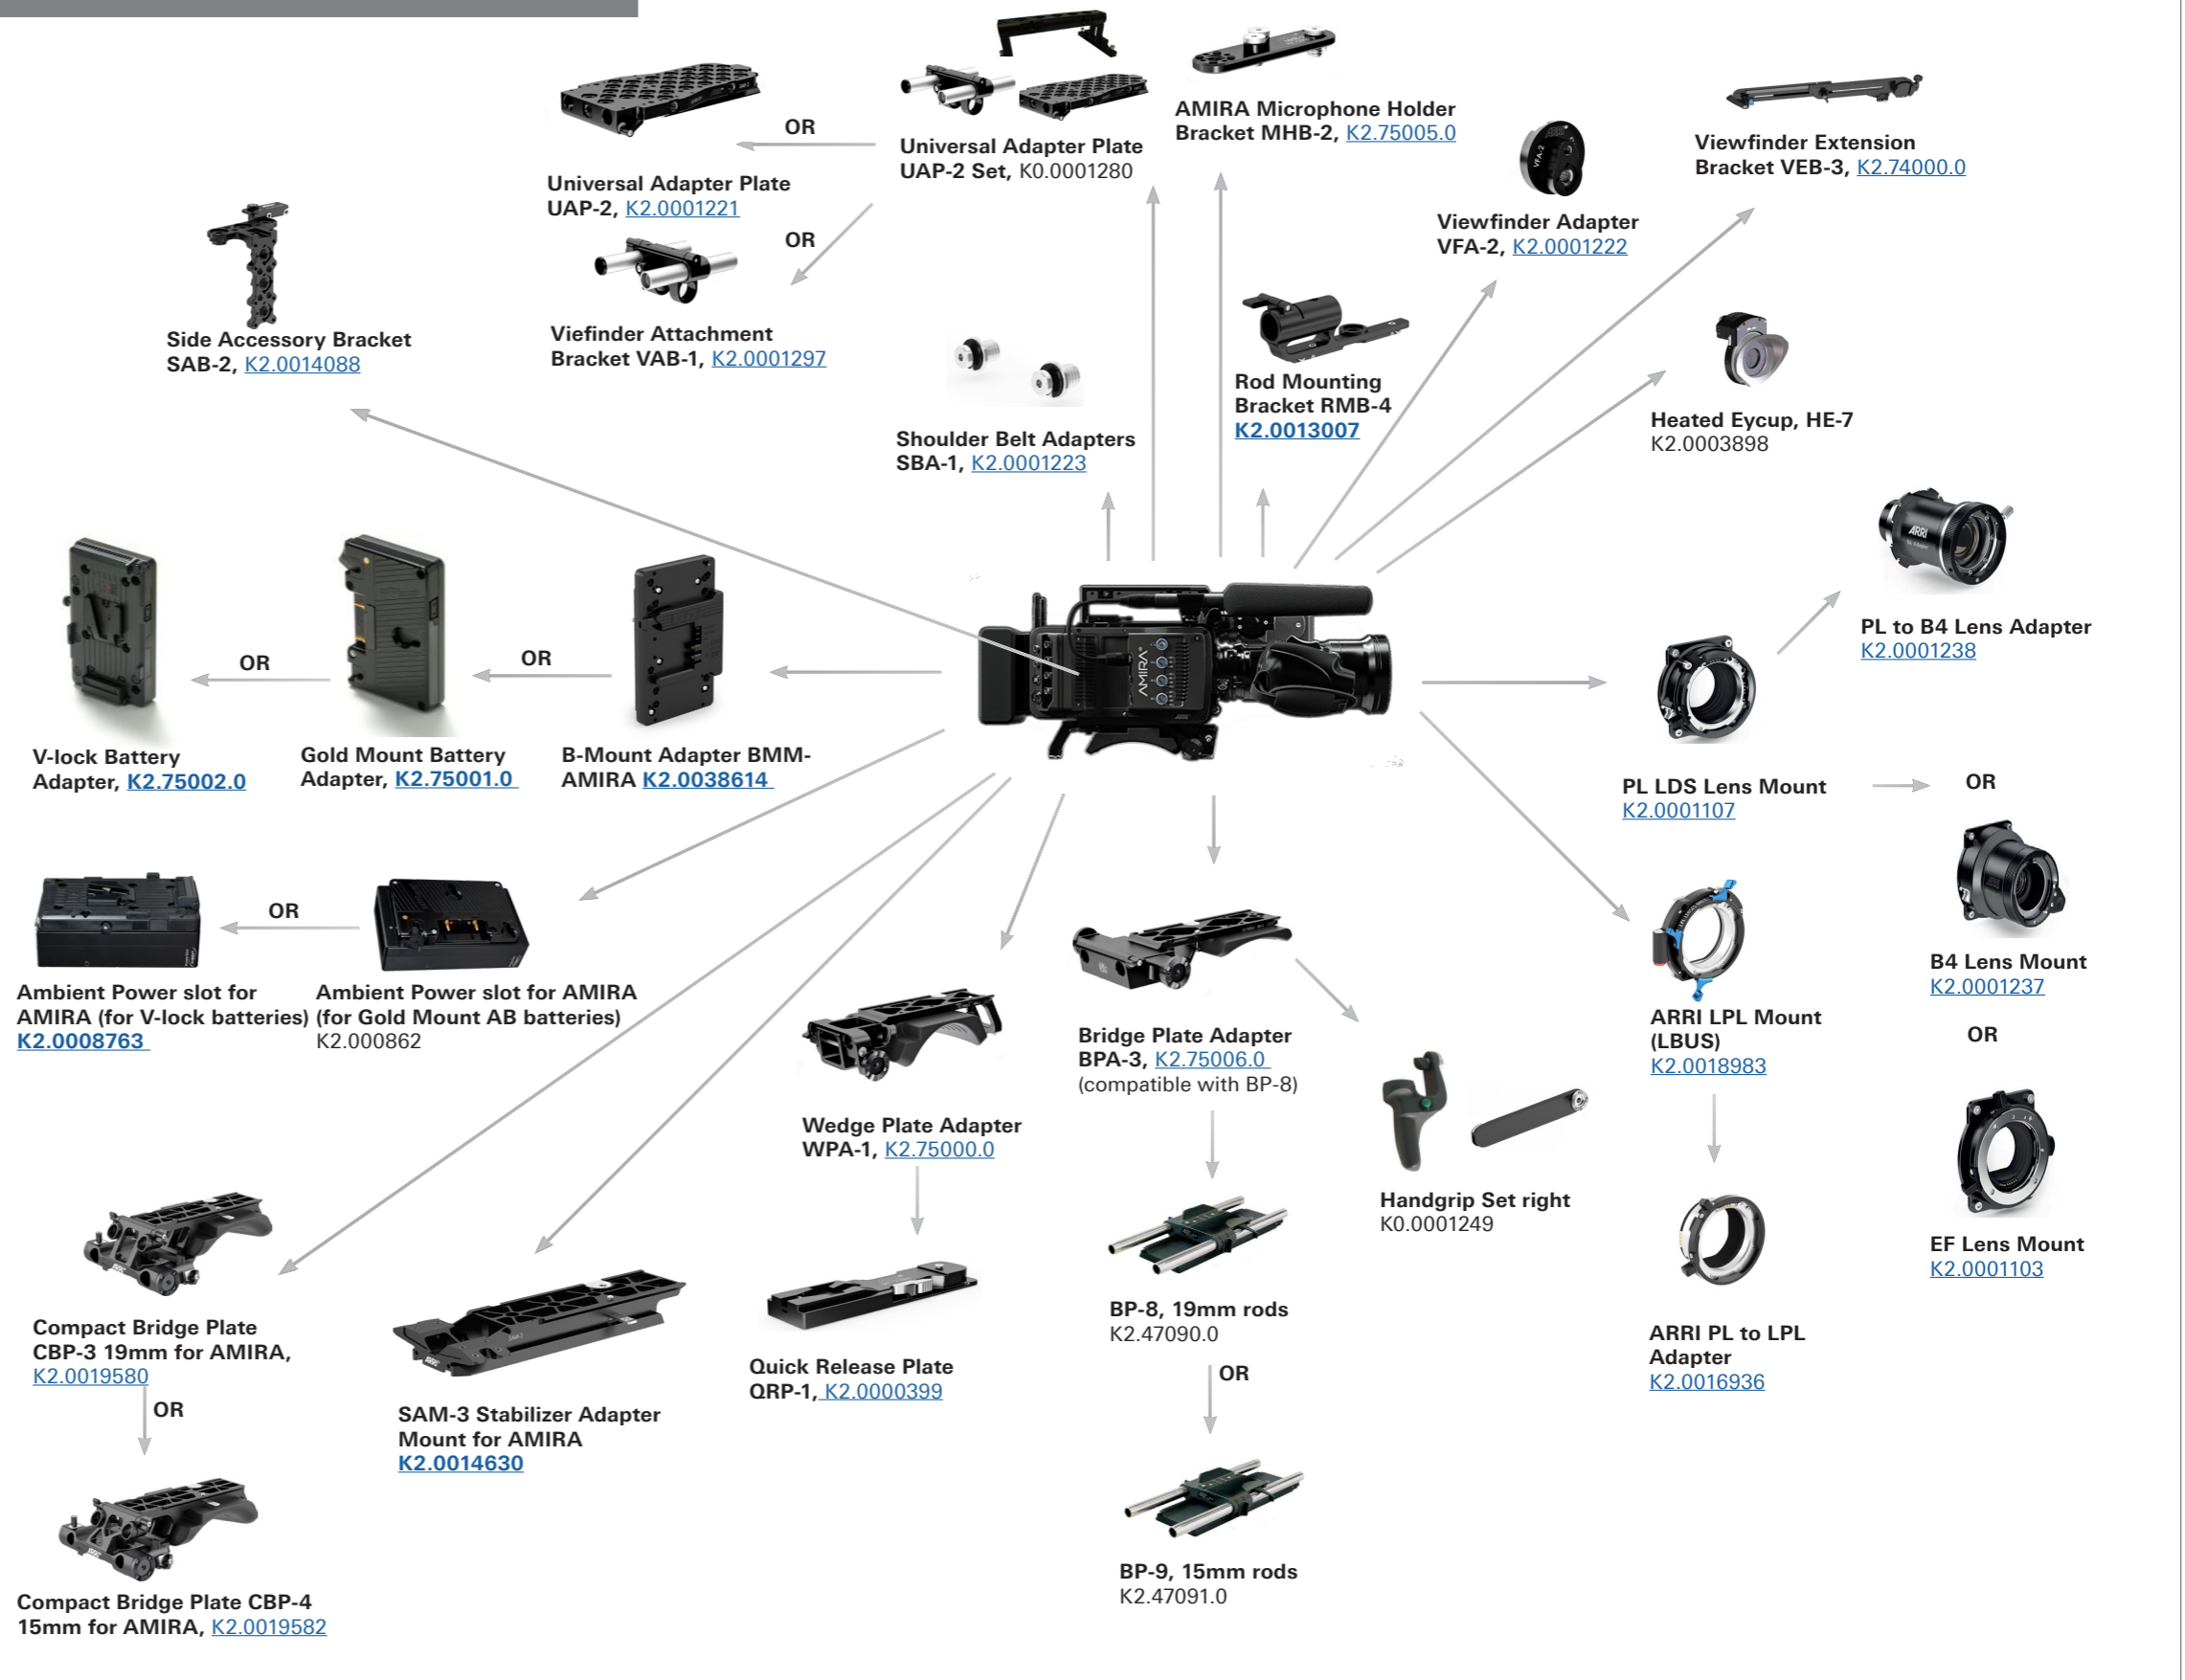 AMIRA Microphone Holder
Bracket MHB-2, K2.75005.0
OR
Universal Adapter Plate
UAP-2 Set, K0.0001280
Viewfinder Extension
Bracket VEB-3, K2.74000.0
Universal Adapter Plate
UAP-2, K2.0001221
VFA-2
Viewfinder Adapter
VFA-2, K2.0001222
OR
Side Accessory Bracket
SAB-2, K2.0014088
Viefinder Attachment
Bracket VAB-1, K2.0001297
Rod Mounting
Bracket RMB-4
K2.0013007
Heated Eycup, HE-7
K2.0003898
Shoulder Belt Adapters
SBA-1, K2.0001223
ARRI
PL to B4 Lens Adapter
K2.0001238
AMIRA
OR
OR
V-lock Battery
Adapter, K2.75002.0
Gold Mount Battery
Adapter, K2.75001.0
B-Mount Adapter BMM-
AMIRA K2.0038614
PL LDS Lens Mount
K2.0001107
OR
B4 Lens Mount
K2.0001237
OR
EF Lens Mount
K2.0001103
OR
Ambient Power slot for
AMIRA (for V-lock batteries)
K2.0008763
Ambient Power slot for AMIRA
(for Gold Mount AB batteries)
K2.000862
ARRI LPL Mount
(LBUS)
K2.0018983
ARRI PL to LPL
Adapter
K2.0016936
Bridge Plate Adapter
BPA-3, K2.75006.0
(compatible with BP-8)
Wedge Plate Adapter
WPA-1, K2.75000.0
Handgrip Set right
K0.0001249
BP-8, 19mm rods
K2.47090.0
OR
BP-9, 15mm rods
K2.47091.0
Quick Release Plate
QRP-1, K2.0000399
SAM-3 Stabilizer Adapter
Mount for AMIRA
K2.0014630
Compact Bridge Plate
CBP-3 19mm for AMIRA,
K2.0019580
OR
Compact Bridge Plate CBP-4
15mm for AMIRA, K2.0019582